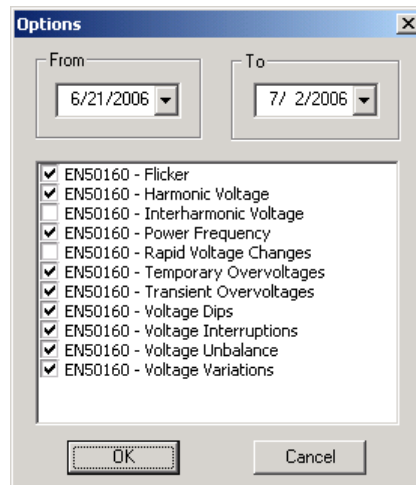 Options
From
To
6/21/2006
7/ 2/2006
EN50160 - Flicker
EN50160 - Harmonic Voltage
EN50160 - Interharmonic Voltage
EN50160 - Power Frequency
EN50160 - Rapid Voltage Changes
EN50160 - Temporary Overvoltages
EN50160 - Transient Overvoltages
EN50160 - Voltage Dips
EN50160 - Voltage Interruptions
EN50160 - Voltage Unbalance
EN50160 - Voltage Variations
OK
Cancel